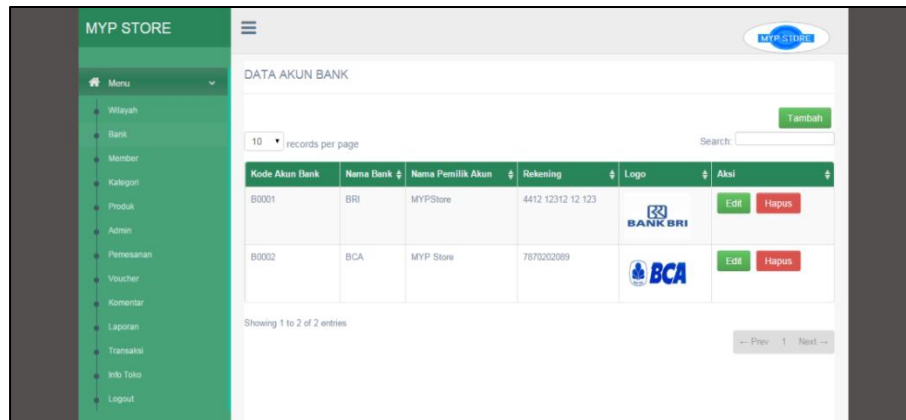 MYP STORE
MYP STORE
Menu
Wilayah
Bank
Member
Kategori
Produk
Admin
Pemesanan
Voucher
Komentar
Laporan
Transaksi
Info Toko
Logout
DATA AKUN BANK
Tambah
10 records per page
Search:
Kode Akun Bank Nama Bank Nama Pemilik Akun Rekening Logo Aksi
B0001 BRI MYPStore 4412 12312 12 123 BANK BRI Edit Hapus
B0002 BCA MYP Store 7870202089 BCA Edit Hapus
Showing 1 to 2 of 2 entries
← Prev 1 Next →